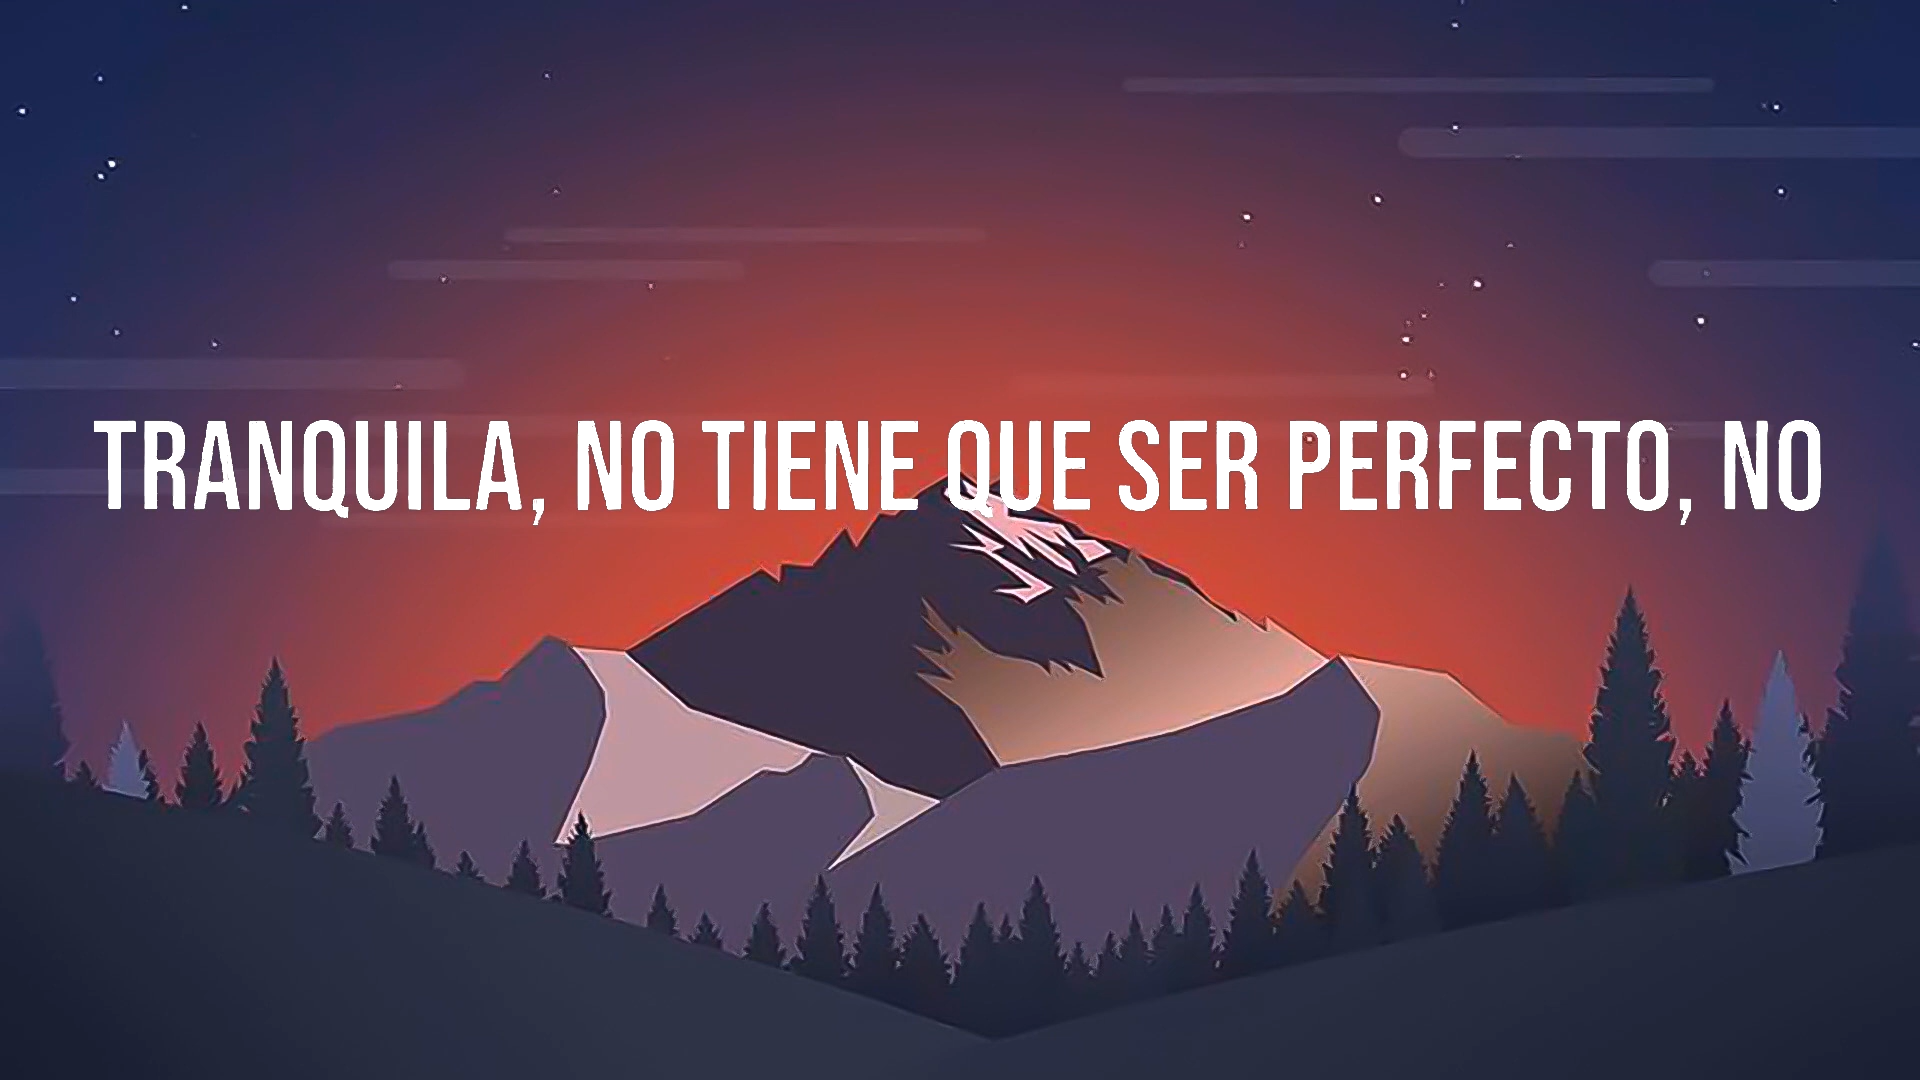 TRANQUILA, NO TIENE QUE SER PERFECTO, NO